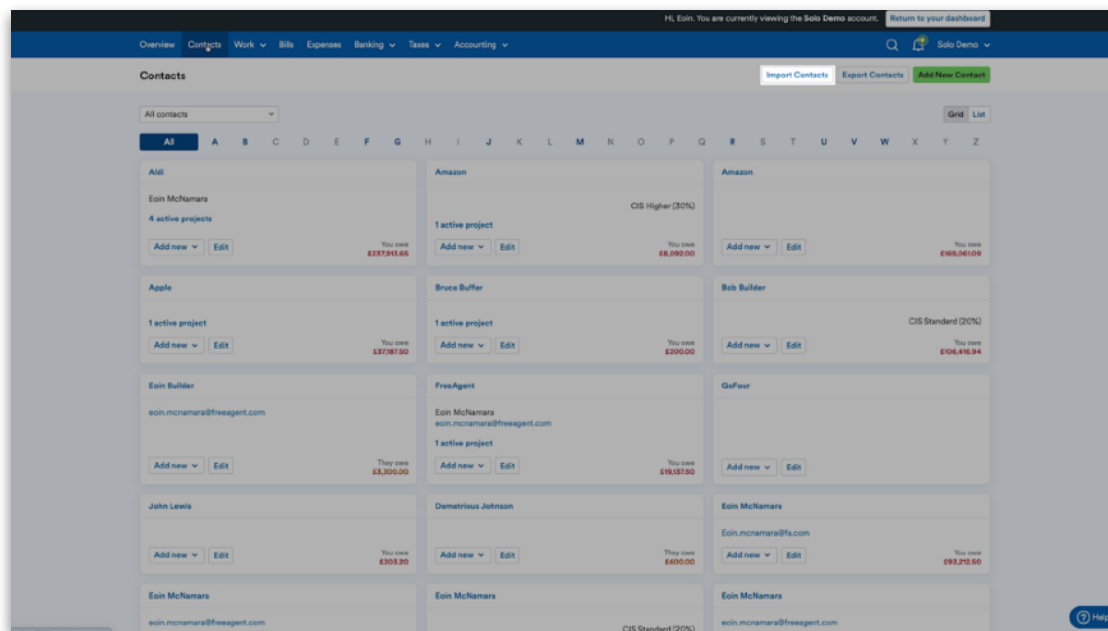 Hi, Eoin. You are currently viewing the Solo Demo account. Return to your dashboard
Overview Contacts Work Bills Expenses Banking Taxes Accounting Solo Demo
Contacts Import Contacts Export Contacts Add New Contact
All contacts Grid List
All A B C D E F G H I J K L M N O P Q R S T U V W X Y Z
Aldi Amazon Amazon
Eoin McNamara
CIS Higher (30%)
4 active projects
1 active project
You owe You owe You owe
Add new Edit Add new Edit Add new Edit
£237,913.65 £8,092.00 £169,061.09
Apple Bruce Buffer Bob Builder
1 active project 1 active project CIS Standard (20%)
You owe You owe You owe
Add new Edit Add new Edit Add new Edit
£37,187.50 £200.00 £106,416.94
Eoin Builder FreeAgent GoFour
eoin.mcnamara@freeagent.com Eoin McNamara
eoin.mcnamara@freeagent.com
1 active project
They owe You owe
Add new Edit Add new Edit Add new Edit
£3,300.00 £19,137.50
John Lewis Demetrious Johnson Eoin McNamara
Eoin.mcnamara@fa.com
You owe They owe You owe
Add new Edit Add new Edit Add new Edit
£303.20 £600.00 £93,212.50
Eoin McNamara Eoin McNamara Eoin McNamara
eoin.mcnamara@freeagent.com CIS Standard (20%) eoin.mcnamara@freeagent.com
Help